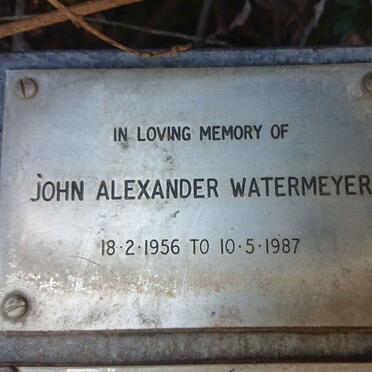 IN LOVING MEMORY OF
JOHN ALEXANDER WATERMEYER
18·2·1956 TO 10·5·1987